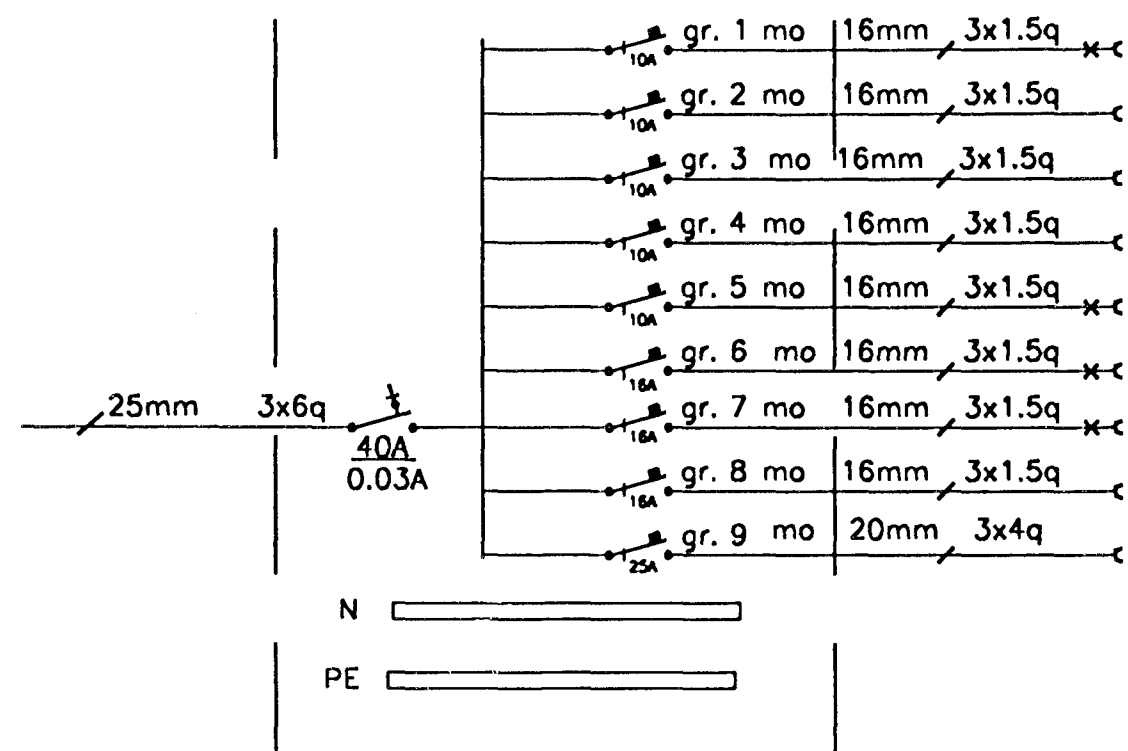 gr. 1 mo 16mm 3x1.5q
10A
gr. 2 mo 16mm 3x1.5q
10A
gr. 3 mo 16mm 3x1.5q
10A
gr. 4 mo 16mm 3x1.5q
10A
gr. 5 mo 16mm 3x1.5q
10A
gr. 6 mo 16mm 3x1.5q
16A
25mm 3x6q gr. 7 mo 16mm 3x1.5q
16A
40A
0.03A
gr. 8 mo 16mm 3x1.5q
16A
gr. 9 mo 20mm 3x4q
25A
N
PE